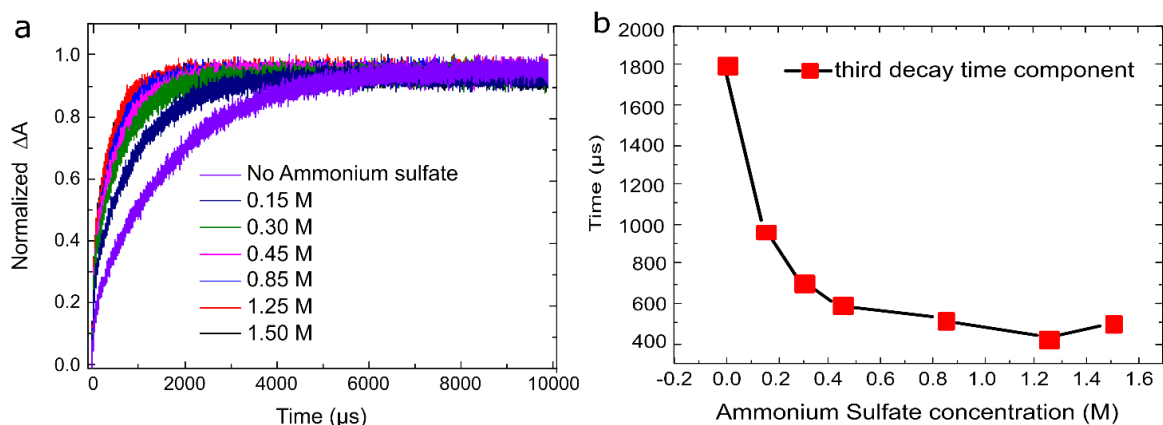 a
Normalized ΔA
1.0
0.8
0.6
0.4
0.2
0.0
No Ammonium sulfate
0.15 M
0.30 M
0.45 M
0.85 M
1.25 M
1.50 M
0 2000 4000 6000 8000 10000
Time (µs)
b
Time (µs)
2000
1800
1600
1400
1200
1000
800
600
400
third decay time component
-0.2 0.0 0.2 0.4 0.6 0.8 1.0 1.2 1.4 1.6
Ammonium Sulfate concentration (M)